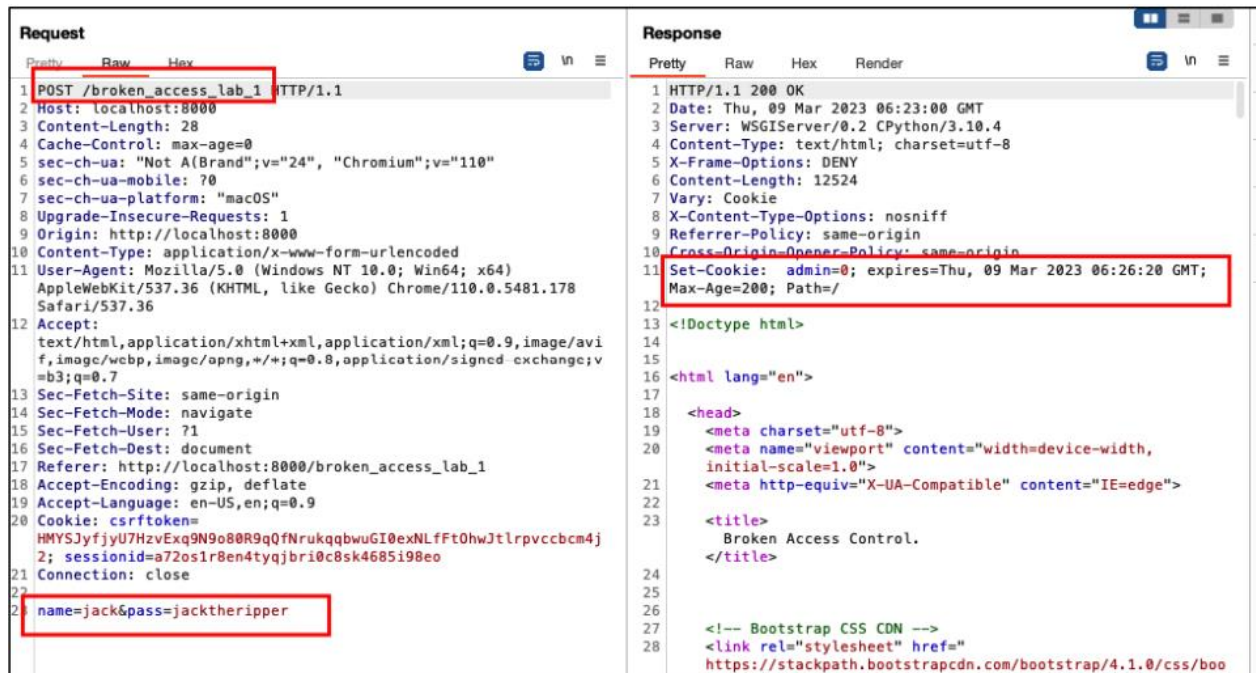 Request
Pretty Raw Hex
\n
1 POST /broken_access_lab_1 HTTP/1.1
2 Host: localhost:8000
3 Content-Length: 28
4 Cache-Control: max-age=0
5 sec-ch-ua: "Not A(Brand";v="24", "Chromium";v="110"
6 sec-ch-ua-mobile: ?0
7 sec-ch-ua-platform: "macOS"
8 Upgrade-Insecure-Requests: 1
9 Origin: http://localhost:8000
10 Content-Type: application/x-www-form-urlencoded
11 User-Agent: Mozilla/5.0 (Windows NT 10.0; Win64; x64)
AppleWebKit/537.36 (KHTML, like Gecko) Chrome/110.0.5481.178
Safari/537.36
12 Accept:
text/html,application/xhtml+xml,application/xml;q=0.9,image/avi
f,image/webp,image/apng,*/*;q=0.8,application/signed-exchange;v
=b3;q=0.7
13 Sec-Fetch-Site: same-origin
14 Sec-Fetch-Mode: navigate
15 Sec-Fetch-User: ?1
16 Sec-Fetch-Dest: document
17 Referer: http://localhost:8000/broken_access_lab_1
18 Accept-Encoding: gzip, deflate
19 Accept-Language: en-US,en;q=0.9
20 Cookie: csrftoken=
HMYSJyfjyU7HzvExq9N9o80R9qQfNrukqqbwuGI0exNLfFtOhwJtlrpvccbcm4j
2; sessionid=a72os1r8en4tyqjbri0c8sk4685i98eo
21 Connection: close
22
23 name=jack&pass=jacktheripper
Response
Pretty Raw Hex Render
\n
1 HTTP/1.1 200 OK
2 Date: Thu, 09 Mar 2023 06:23:00 GMT
3 Server: WSGIServer/0.2 CPython/3.10.4
4 Content-Type: text/html; charset=utf-8
5 X-Frame-Options: DENY
6 Content-Length: 12524
7 Vary: Cookie
8 X-Content-Type-Options: nosniff
9 Referrer-Policy: same-origin
10 Cross-Origin-Opener-Policy: same-origin
11 Set-Cookie: admin=0; expires=Thu, 09 Mar 2023 06:26:20 GMT;
Max-Age=200; Path=/
12
13 <!Doctype html>
14
15
16 <html lang="en">
17
18 <head>
19 <meta charset="utf-8">
20 <meta name="viewport" content="width=device-width,
initial-scale=1.0">
21 <meta http-equiv="X-UA-Compatible" content="IE=edge">
22
23 <title>
Broken Access Control.
</title>
24
25
26
27 <!-- Bootstrap CSS CDN -->
28 <link rel="stylesheet" href="
https://stackpath.bootstrapcdn.com/bootstrap/4.1.0/css/boo